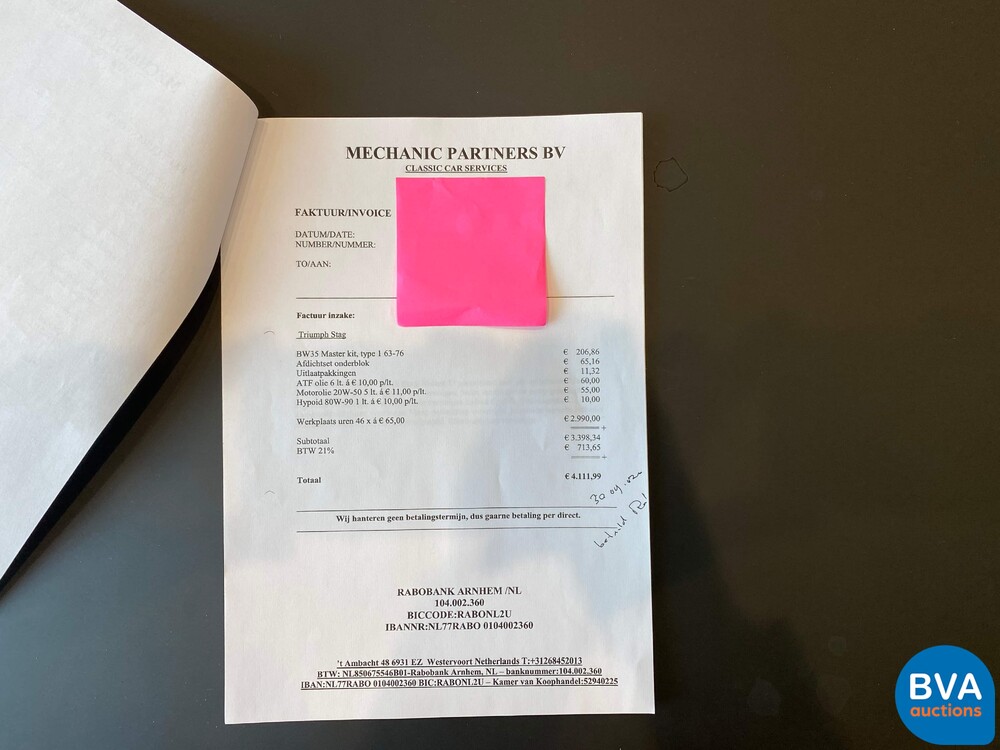 MECHANIC PARTNERS BV
CLASSIC CAR SERVICES
FAKTUUR/INVOICE
DATUM/DATE:
NUMBER/NUMMER:
TO/AAN:
Factuur inzake:
Triumph Stag
BW35 Master kit, type 1 63-76 € 206,86
Afdichtset onderblok € 65,16
Uitlaatpakkingen € 11,32
ATF olie 6 lt. á € 10,00 p/lt. € 60,00
Motorolie 20W-50 5 lt. á € 11,00 p/lt. € 55,00
Hypoid 80W-90 1 lt. á € 10,00 p/lt. € 10,00
Werkplaats uren 46 x á € 65,00 € 2.990,00
======== +
Subtotaal € 3.398,34
BTW 21% € 713,65
======== +
Totaal € 4.111,99
30 04
Wij hanteren geen betalingstermijn, dus gaarne betaling per direct.
RABOBANK ARNHEM /NL
104.002.360
BICCODE:RABONL2U
IBANNR:NL77RABO 0104002360
't Ambacht 48 6931 EZ Westervoort Netherlands T:+31268452013
BTW: NL850675546B01-Rabobank Arnhem, NL – banknummer:104.002.360
IBAN:NL77RABO 0104002360 BIC:RABONL2U – Kamer van Koophandel:52940225
BVA
auctions